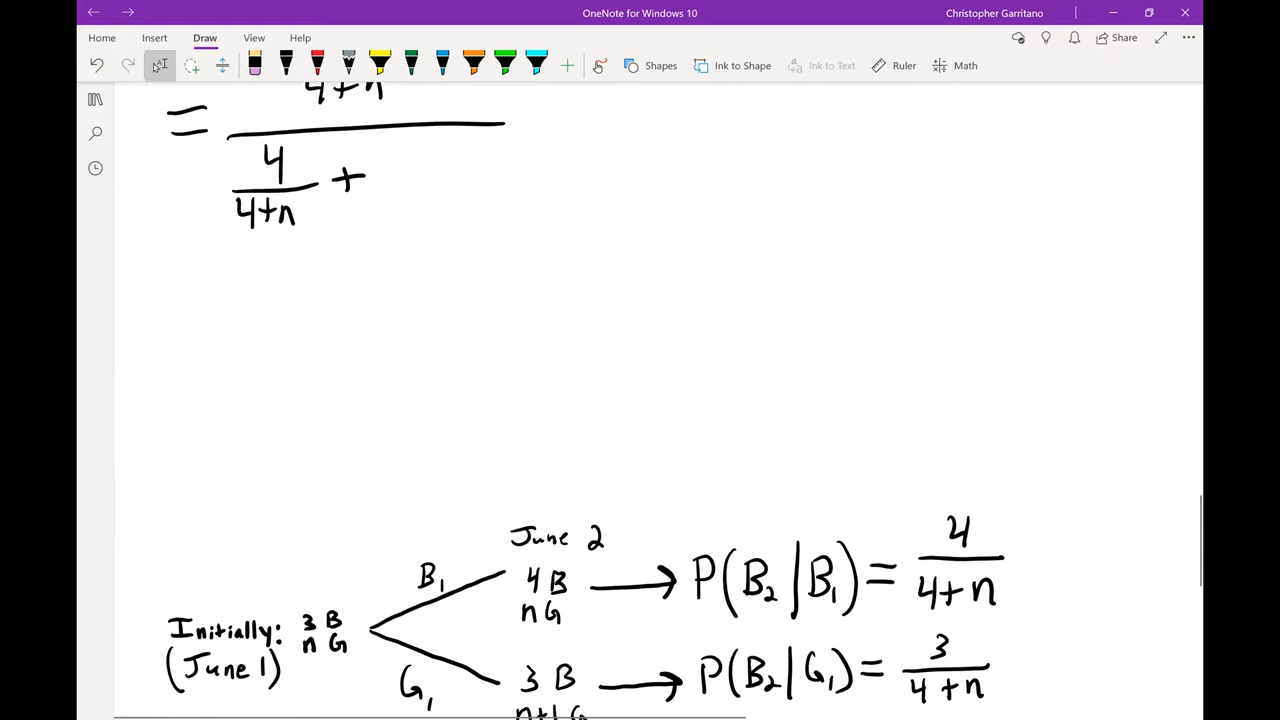 OneNote for Windows 10
Christopher Garritano
Home Insert Draw View Help
Share
Shapes Ink to Shape Ink to Text Ruler Math
4+n
=
4
4+n
+
June 2
B₁
4 B
n G
P(B₂|B₁) =
4
4+n
Initially: 3 B
n G
(June 1)
G₁
3 B
n+1 G
P(B₂|G₁) =
3
4+n